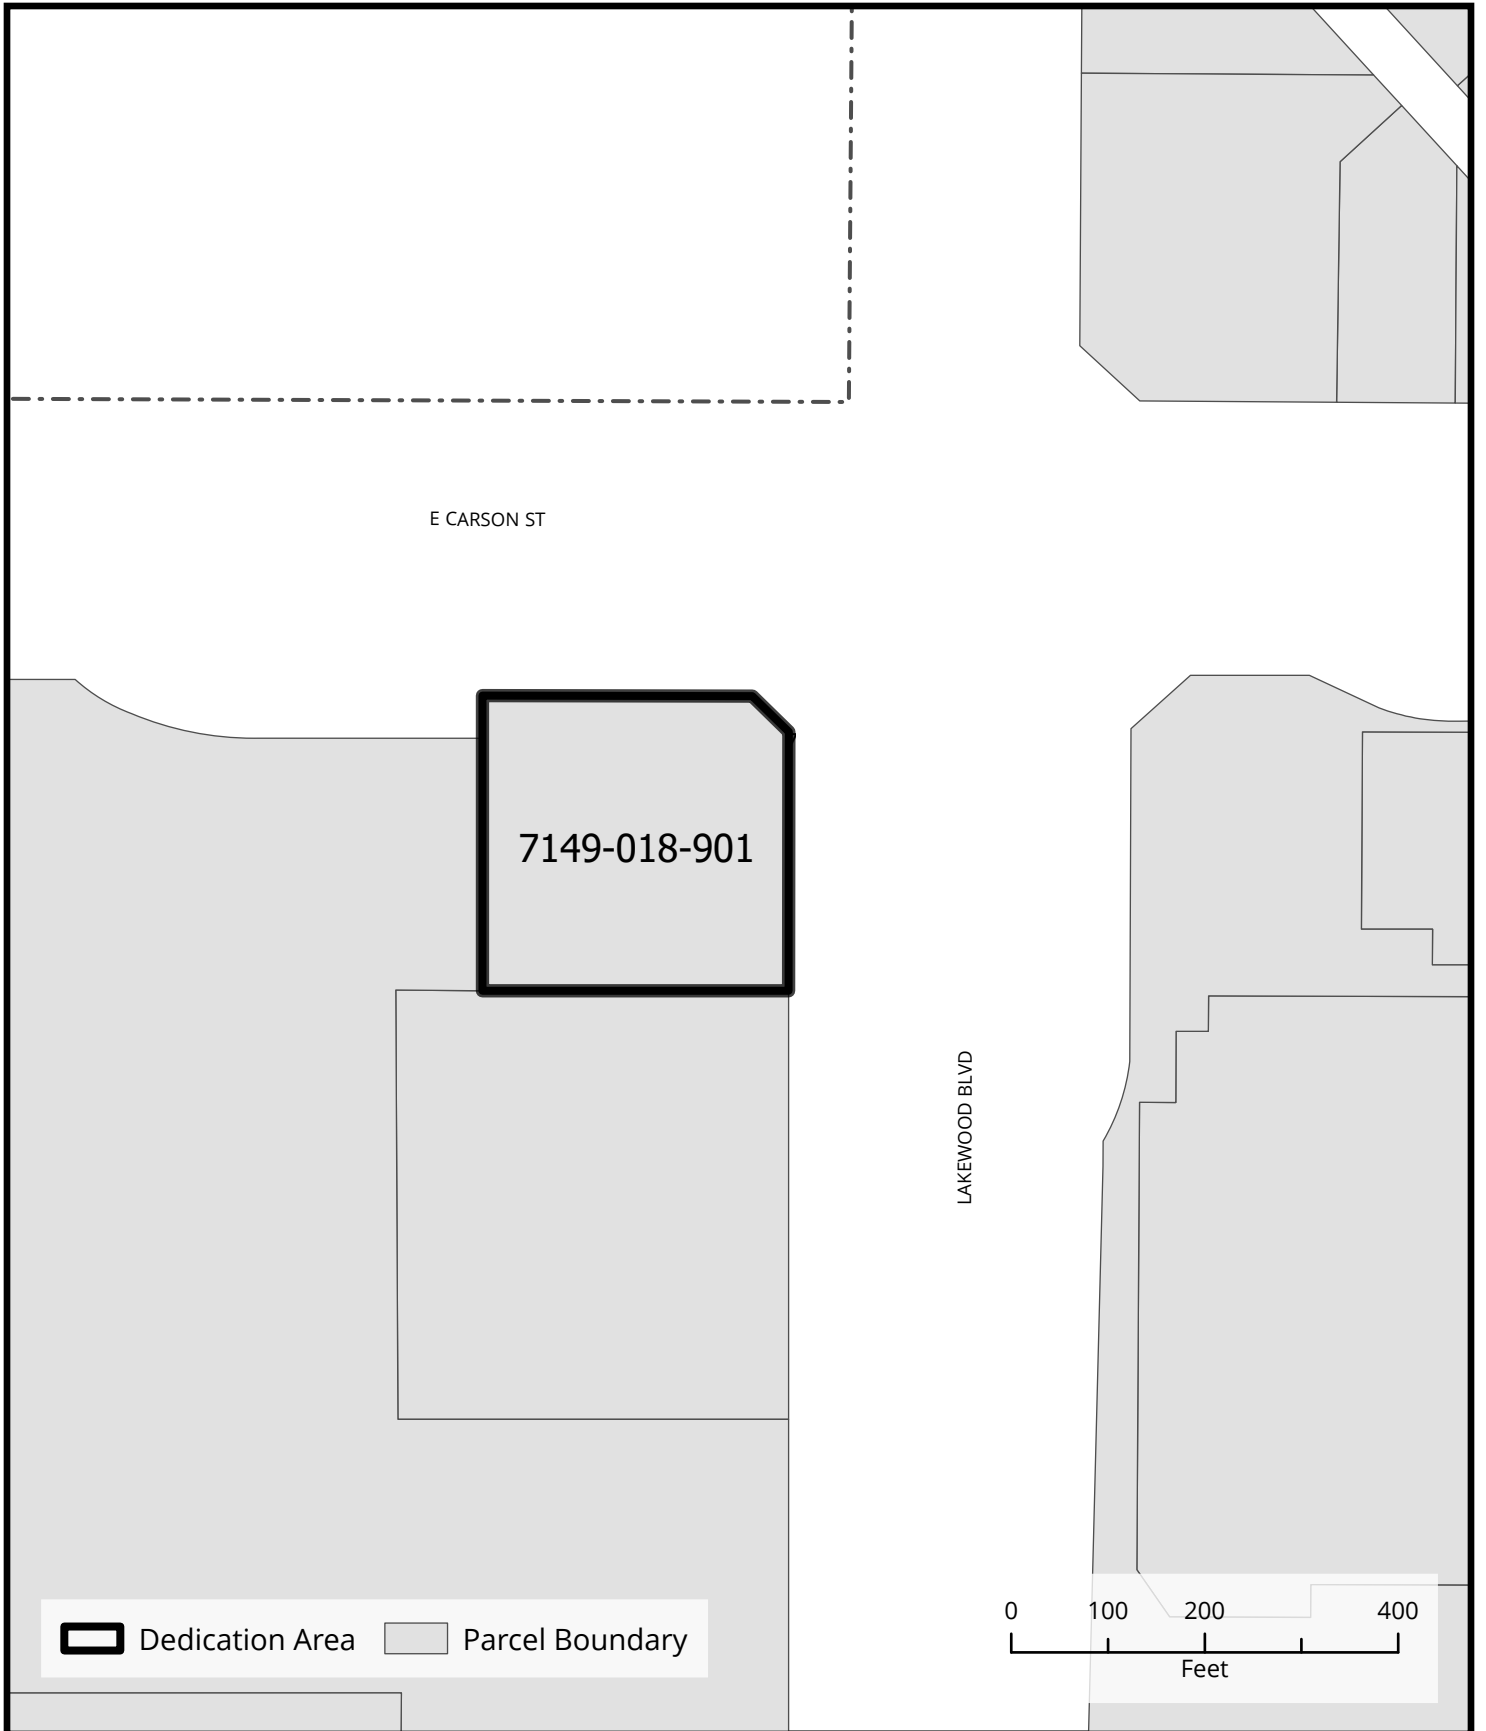 E CARSON ST
7149-018-901
LAKEWOOD BLVD
Dedication Area
Parcel Boundary
0 100 200 400
Feet